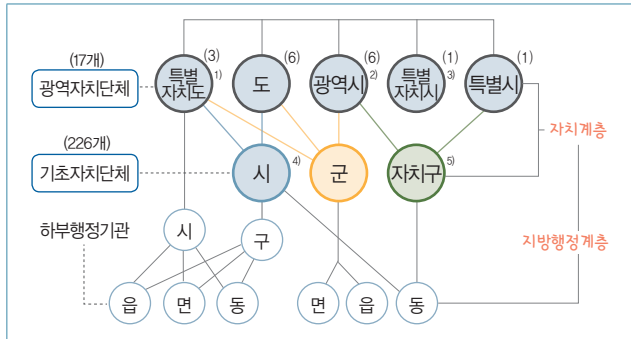 (17개)
광역자치단체
(3)
특별
자치도
1)
(6)
도
(6)
광역시
2)
(1)
특별
자치시
3)
(1)
특별시
자치계층
(226개)
기초자치단체
시
4)
군
자치구
5)
하부행정기관
시
구
지방행정계층
읍
면
동
면
읍
동